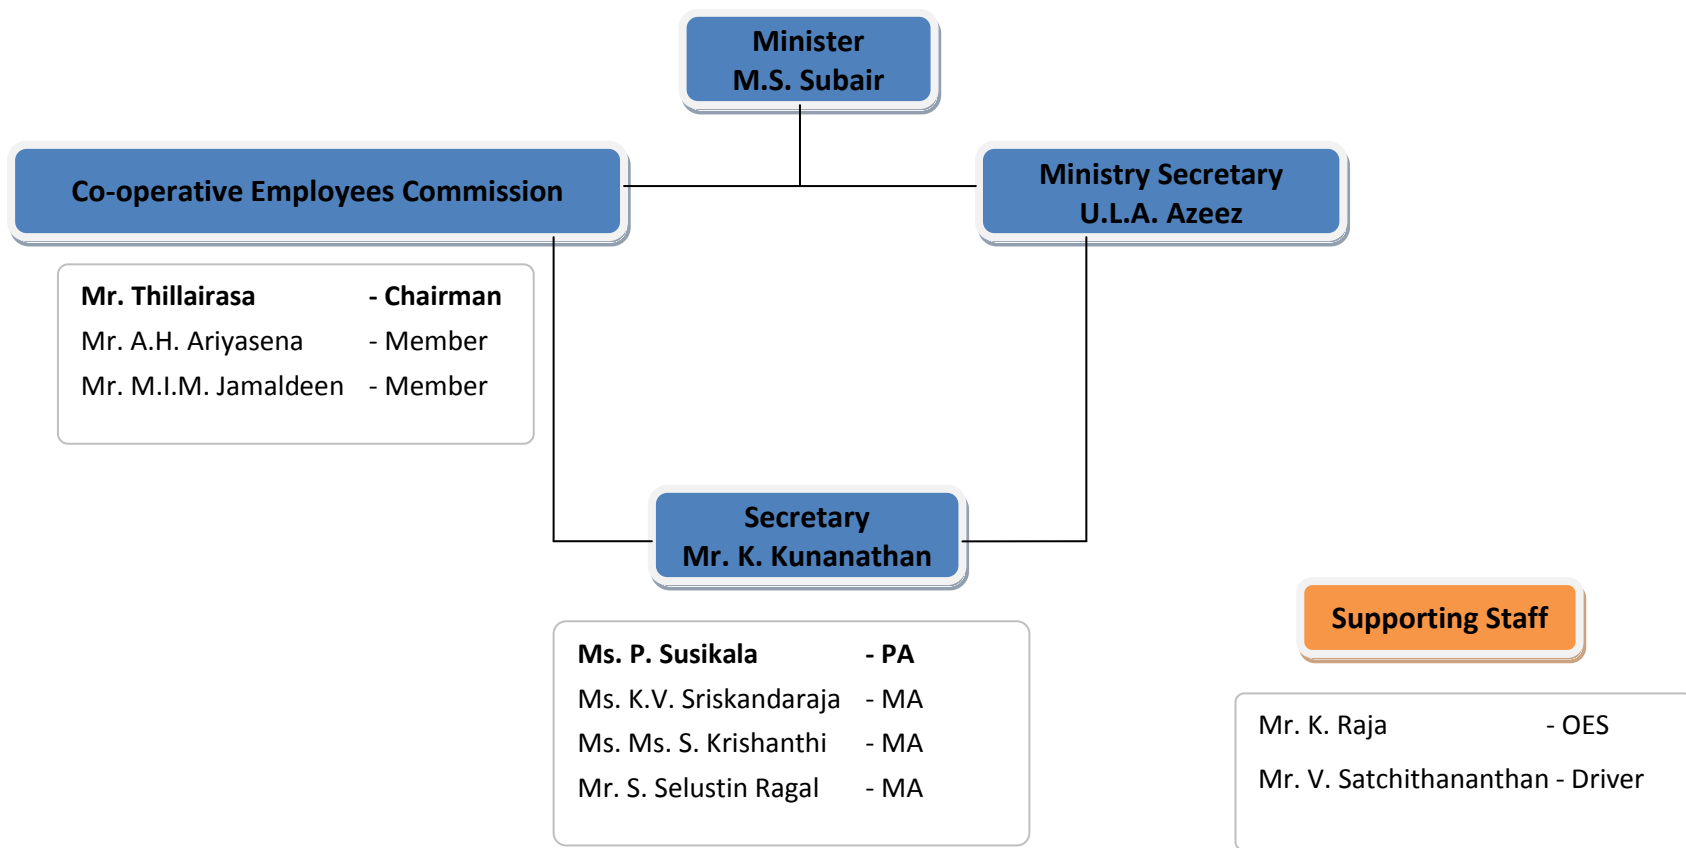 Minister
M.S. Subair
Co-operative Employees Commission
Ministry Secretary
U.L.A. Azeez
Mr. Thillairasa - Chairman
Mr. A.H. Ariyasena - Member
Mr. M.I.M. Jamaldeen - Member
Secretary
Mr. K. Kunanathan
Ms. P. Susikala - PA
Ms. K.V. Sriskandaraja - MA
Ms. Ms. S. Krishanthi - MA
Mr. S. Selustin Ragal - MA
Supporting Staff
Mr. K. Raja - OES
Mr. V. Satchithananthan - Driver